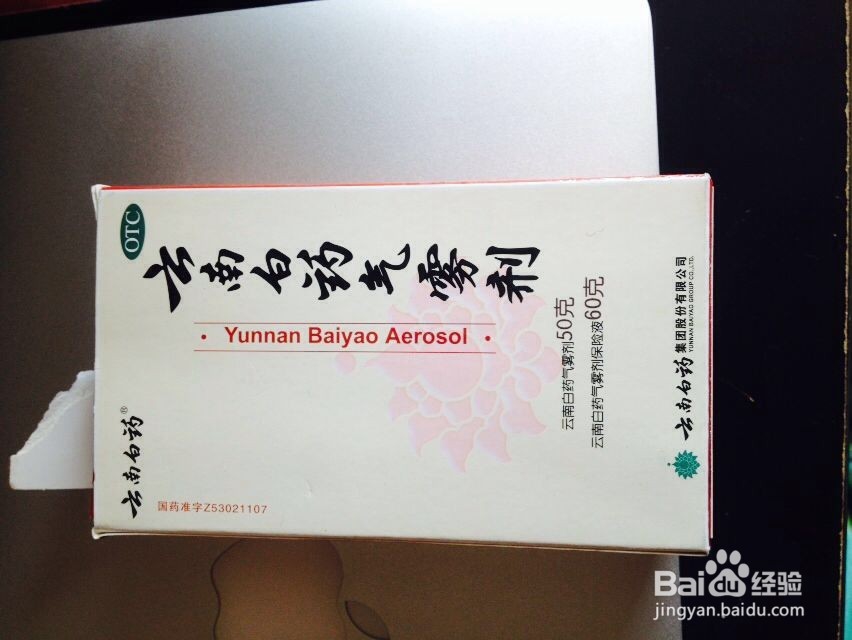 OTC
云南白药气雾剂
Yunnan Baiyao Aerosol
云南白药气雾剂50克
云南白药气雾剂保险液60克
云南白药®
国药准字Z53021107
云南白药集团股份有限公司
YUNNAN BAIYAO GROUP CO.,LTD.
Baidu经验
jingyan.baidu.com